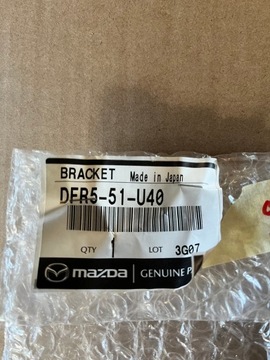 BRACKET Made in Japan
DFR5-51-U40
QTY 1 LOT 3G07
mazda GENUINE P